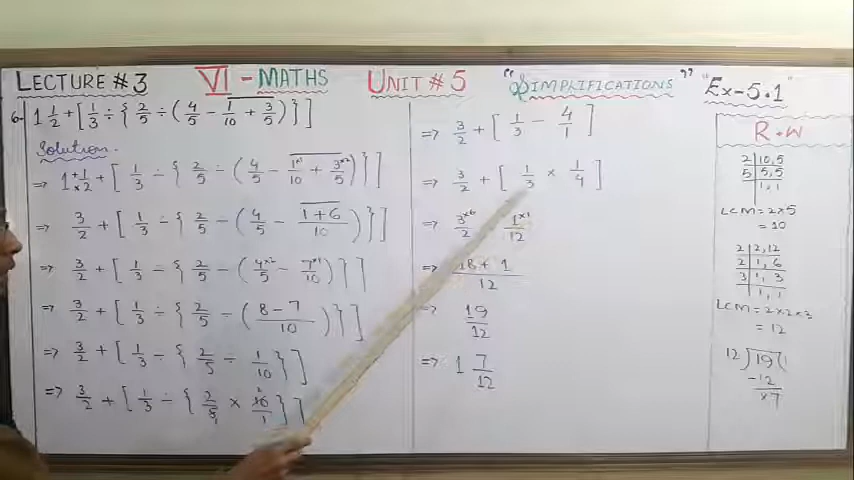 LECTURE #3 VI - MATHS UNIT # 5 "SIMPLIFICATIONS" "Ex-5.1"
6- 1 1/2 + [ 1/3 ÷ { 2/5 ÷ ( 4/5 - 1/10 + 3/5 ) } ]
Solution.
=> 1 +1/×2 + [ 1/3 ÷ { 2/5 ÷ ( 4/5 - 1×1/10 + 3×2/5 ) } ]
=> 3/2 + [ 1/3 ÷ { 2/5 ÷ ( 4/5 - 1+6/10 ) } ]
=> 3/2 + [ 1/3 ÷ { 2/5 ÷ ( 4×2/5 - 7×1/10 ) } ]
=> 3/2 + [ 1/3 ÷ { 2/5 ÷ ( 8-7/10 ) } ]
=> 3/2 + [ 1/3 ÷ { 2/5 ÷ 1/10 } ]
=> 3/2 + [ 1/3 ÷ { 2/5 × 10/1 } ]
=> 3/2 + [ 1/3 ÷ 4/1 ]
=> 3/2 + [ 1/3 × 1/4 ]
=> 3×6/2 1×1/12
=> 18 + 1/12
=> 19/12
=> 1 7/12
R.W
2 | 10, 5
5 | 5, 5
1, 1
LCM = 2×5
= 10
2 | 2, 12
2 | 1, 6
3 | 1, 3
1, 1
LCM = 2×2×3
= 12
12 ) 19 ( 1
-12
×7